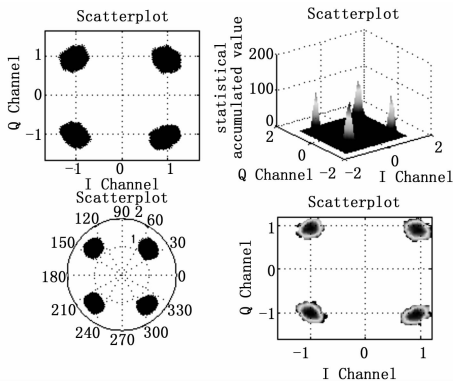 Scatterplot
1
0
-1
Q Channel
-1
0
1
I Channel
Scatterplot
200
100
0
statistical
accumulated value
2
0
-2
Q Channel
-2
0
2
I Channel
Scatterplot
90
2
120
60
150
1
30
180
0
210
330
240
300
270
Scatterplot
1
0
-1
Q Channel
-1
0
1
I Channel